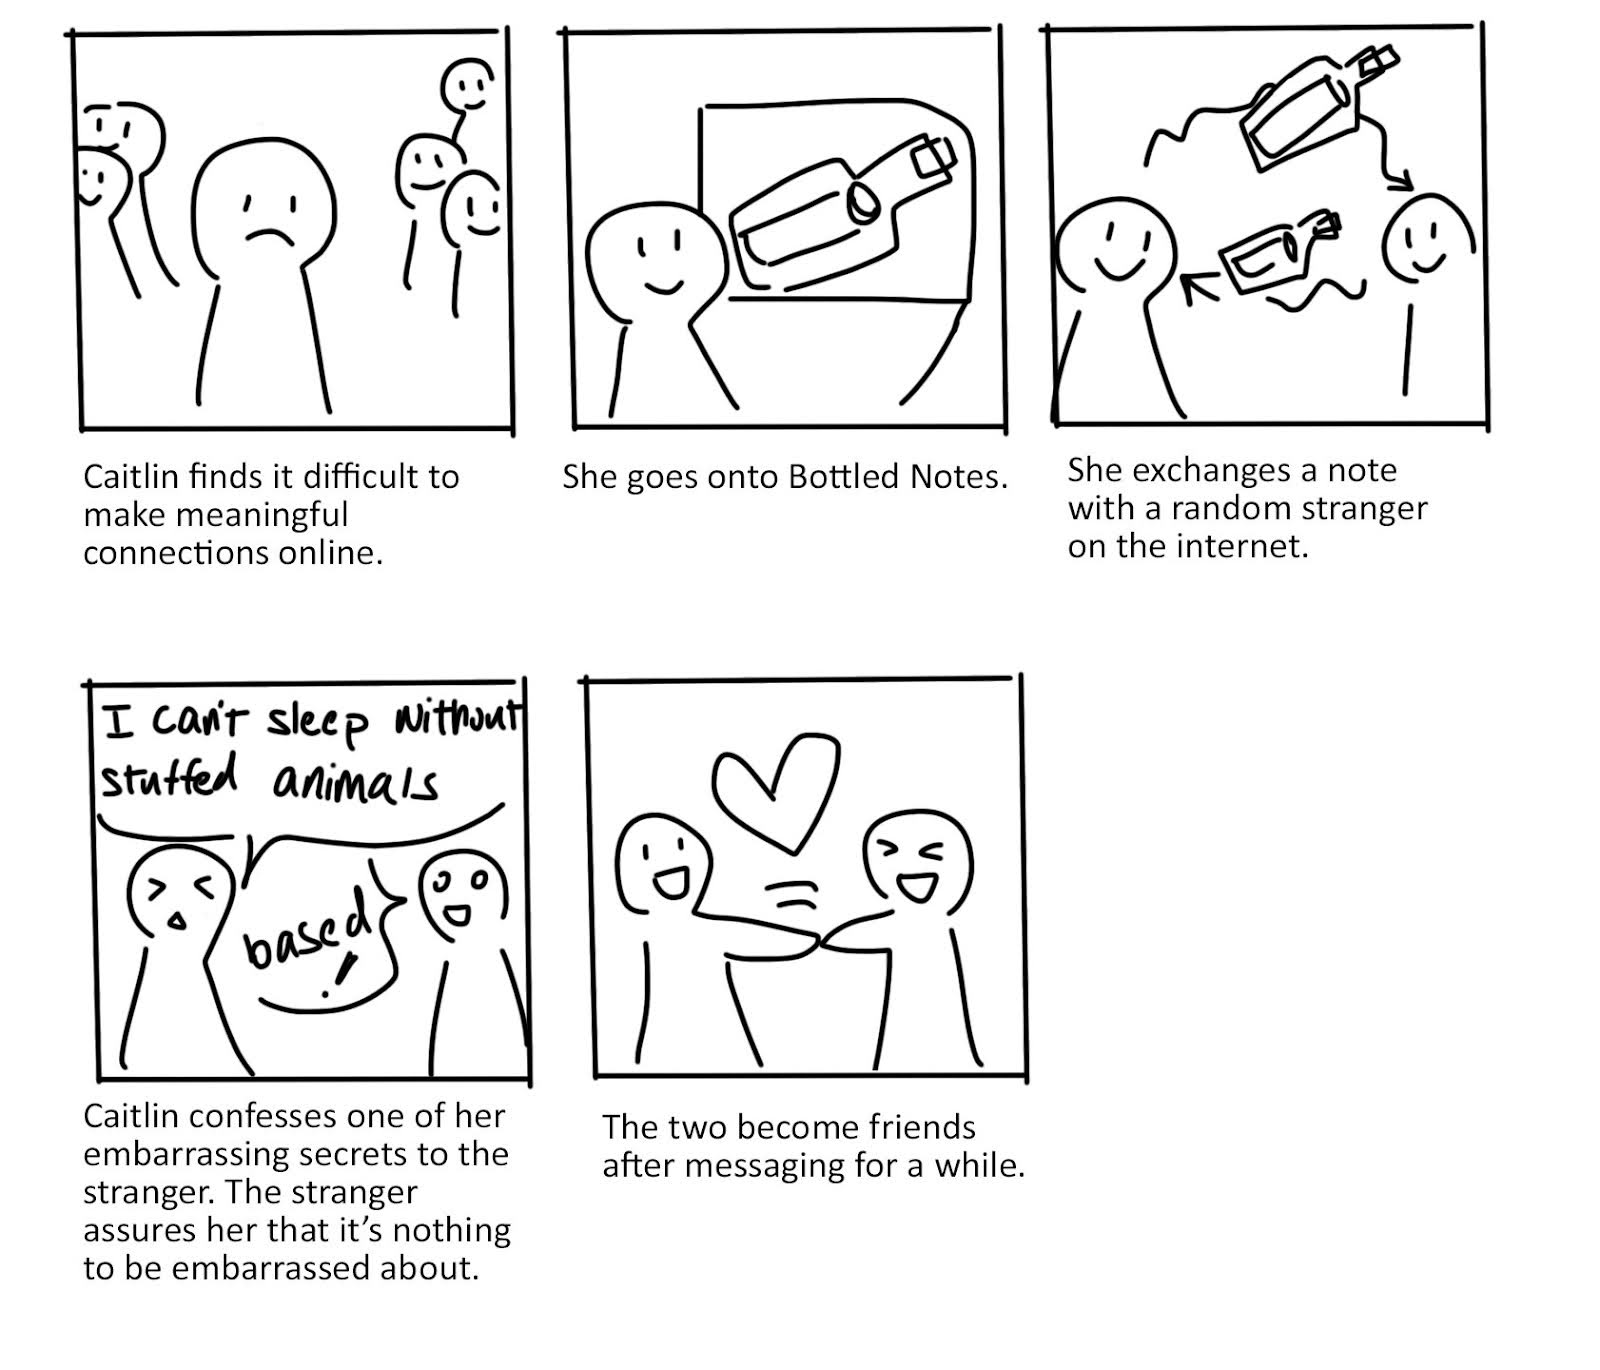 Caitlin finds it difficult to
make meaningful
connections online.
She goes onto Bottled Notes.
She exchanges a note
with a random stranger
on the internet.
I can't sleep without
stuffed animals
based!
Caitlin confesses one of her
embarrassing secrets to the
stranger. The stranger
assures her that it's nothing
to be embarrassed about.
The two become friends
after messaging for a while.